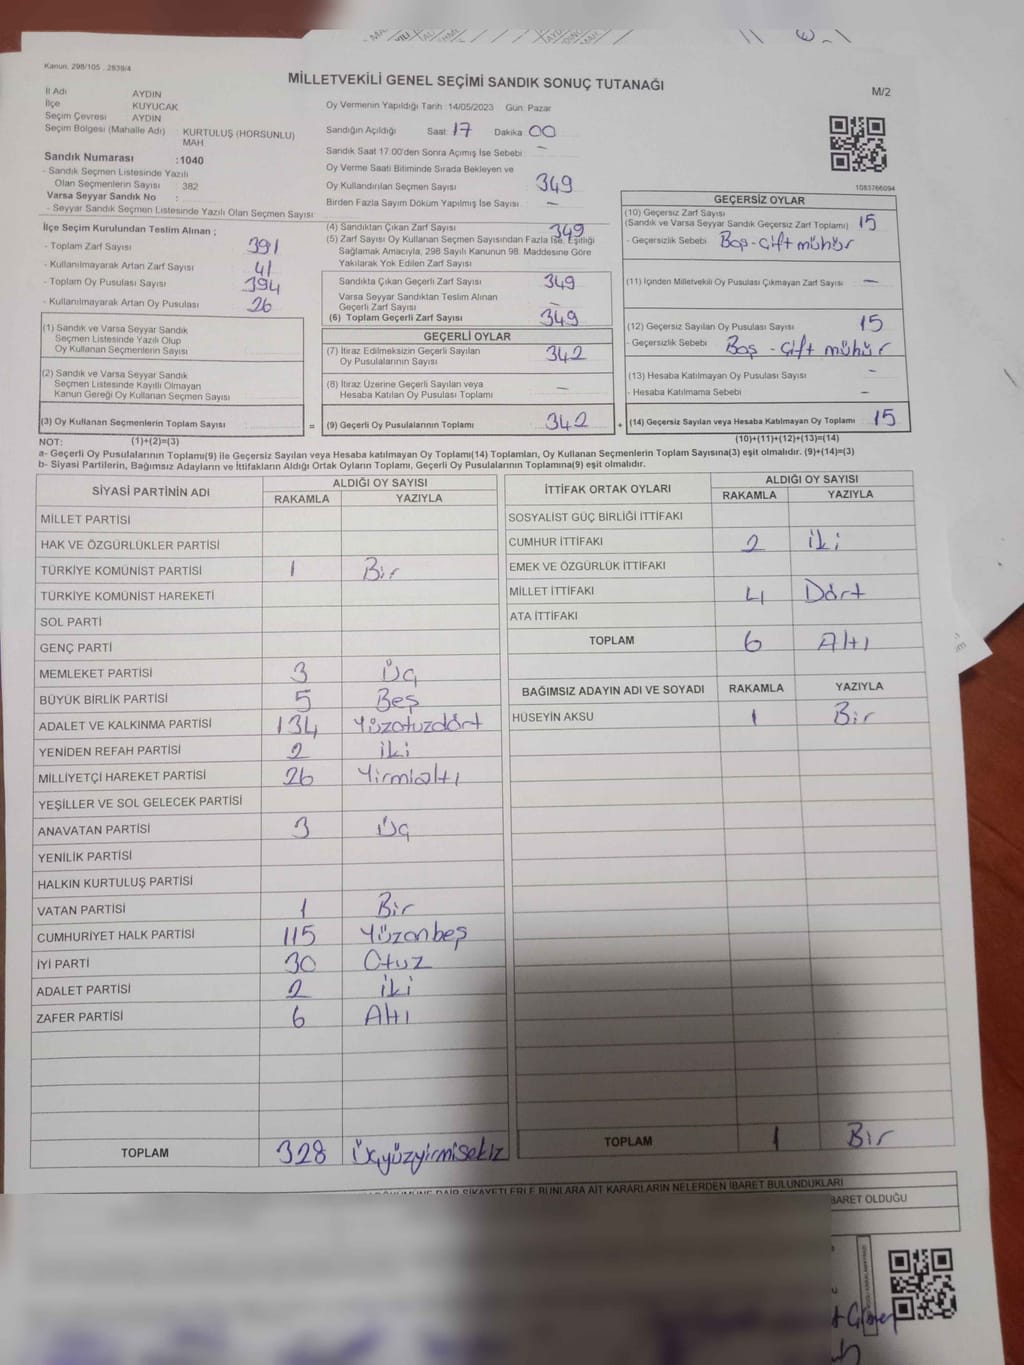 Kanun: 298/105 . 2839/4
MİLLETVEKİLİ GENEL SEÇİMİ SANDIK SONUÇ TUTANAĞI
M/2
İl Adı AYDIN
İlçe KUYUCAK
Seçim Çevresi AYDIN
Seçim Bölgesi (Mahalle Adı) : KURTULUŞ (HORSUNLU) MAH
Sandık Numarası :1040
- Sandık Seçmen Listesinde Yazılı
Olan Seçmenlerin Sayısı 382
Varsa Seyyar Sandık No :
- Seyyar Sandık Seçmen Listesinde Yazılı Olan Seçmen Sayısı
Oy Vermenin Yapıldığı Tarih :14/05/2023 Gün: Pazar
Sandığın Açıldığı Saat: 17 Dakika 00
Sandık Saat 17:00'den Sonra Açımış İse Sebebi : -
Oy Verme Saati Bitiminde Sırada Bekleyen ve
Oy Kullandırılan Seçmen Sayısı 349
Birden Fazla Sayım Döküm Yapılmış İse Sayısı : -
1083766094
İlçe Seçim Kurulundan Teslim Alınan ;
- Toplam Zarf Sayısı 391
- Kullanılmayarak Artan Zarf Sayısı 41
- Toplam Oy Pusulası Sayısı 394
- Kullanılmayarak Artan Oy Pusulası 26
(1) Sandık ve Varsa Seyyar Sandık
Seçmen Listesinde Yazılı Olup
Oy Kullanan Seçmenlerin Sayısı
(2) Sandık ve Varsa Seyyar Sandık
Seçmen Listesinde Kayıllı Olmayan
Kanun Gereği Oy Kullanan Seçmen Sayısı
(3) Oy Kullanan Seçmenlerin Toplam Sayısı
(4) Sandıktan Çıkan Zarf Sayısı 349
(5) Zarf Sayısı Oy Kullanan Seçmen Sayısından Fazla İse, Eşitliği
Sağlamak Amacıyla, 298 Sayılı Kanunun 98. Maddesine Göre
Yakılarak Yok Edilen Zarf Sayısı
Sandıkta Çıkan Geçerli Zarf Sayısı 349
Varsa Seyyar Sandıktan Teslim Alınan
Geçerli Zarf Sayısı -
(6) Toplam Geçerli Zarf Sayısı 349
GEÇERLİ OYLAR
(7) İtiraz Edilmeksizin Geçerli Sayılan
Oy Pusulalarının Sayısı 342
(8) İtiraz Üzerine Geçerli Sayılan veya
Hesaba Katılan Oy Pusulası Toplamı -
= (9) Geçerli Oy Pusulalarının Toplamı 342
GEÇERSİZ OYLAR
(10) Geçersiz Zarf Sayısı
(Sandık ve Varsa Seyyar Sandık Geçersiz Zarf Toplamı) 15
- Geçersizlik Sebebi Boş - Çift mühür
(11) İçinden Milletvekili Oy Pusulası Çıkmayan Zarf Sayısı -
(12) Geçersiz Sayılan Oy Pusulası Sayısı 15
- Geçersizlik Sebebi Boş - Çift mühür
(13) Hesaba Katılmayan Oy Pusulası Sayısı -
- Hesaba Katılmama Sebebi : -
+ (14) Geçersiz Sayılan veya Hesaba Katılmayan Oy Toplamı 15
NOT: (1)+(2)=(3) (10)+(11)+(12)+(13)=(14)
a- Geçerli Oy Pusulalarının Toplamı(9) ile Geçersiz Sayılan veya Hesaba katılmayan Oy Toplamı(14) Toplamları, Oy Kullanan Seçmenlerin Toplam Sayısına(3) eşit olmalıdır. (9)+(14)=(3)
b- Siyasi Partilerin, Bağımsız Adayların ve İttifakların Aldığı Ortak Oyların Toplamı, Geçerli Oy Pusulalarının Toplamına(9) eşit olmalıdır.
SİYASİ PARTİNİN ADI ALDIĞI OY SAYISI
RAKAMLA YAZIYLA
MİLLET PARTİSİ
HAK VE ÖZGÜRLÜKLER PARTİSİ
TÜRKİYE KOMÜNİST PARTİSİ 1 Bir
TÜRKİYE KOMÜNİST HAREKETİ
SOL PARTİ
GENÇ PARTİ
MEMLEKET PARTİSİ 3 Üç
BÜYÜK BİRLİK PARTİSİ 5 Beş
ADALET VE KALKINMA PARTİSİ 134 Yüzotuzdört
YENİDEN REFAH PARTİSİ 2 İki
MİLLİYETÇİ HAREKET PARTİSİ 26 Yirmialtı
YEŞİLLER VE SOL GELECEK PARTİSİ
ANAVATAN PARTİSİ 3 Üç
YENİLİK PARTİSİ
HALKIN KURTULUŞ PARTİSİ
VATAN PARTİSİ 1 Bir
CUMHURİYET HALK PARTİSİ 115 Yüzonbeş
İYİ PARTİ 30 Otuz
ADALET PARTİSİ 2 İki
ZAFER PARTİSİ 6 Altı
TOPLAM 328 Üçyüzyirmisekiz
İTTİFAK ORTAK OYLARI ALDIĞI OY SAYISI
RAKAMLA YAZIYLA
SOSYALİST GÜÇ BİRLİĞİ İTTİFAKI
CUMHUR İTTİFAKI 2 İki
EMEK VE ÖZGÜRLÜK İTTİFAKI
MİLLET İTTİFAKI 4 Dört
ATA İTTİFAKI
TOPLAM 6 Altı
BAĞIMSIZ ADAYIN ADI VE SOYADI RAKAMLA YAZIYLA
HÜSEYİN AKSU 1 Bir
TOPLAM 1 Bir
DAİR ŞİKAYETLERLE BUNLARA AİT KARARLARIN NELERDEN İBARET BULUNDUKLARI
BARET OLDUĞU